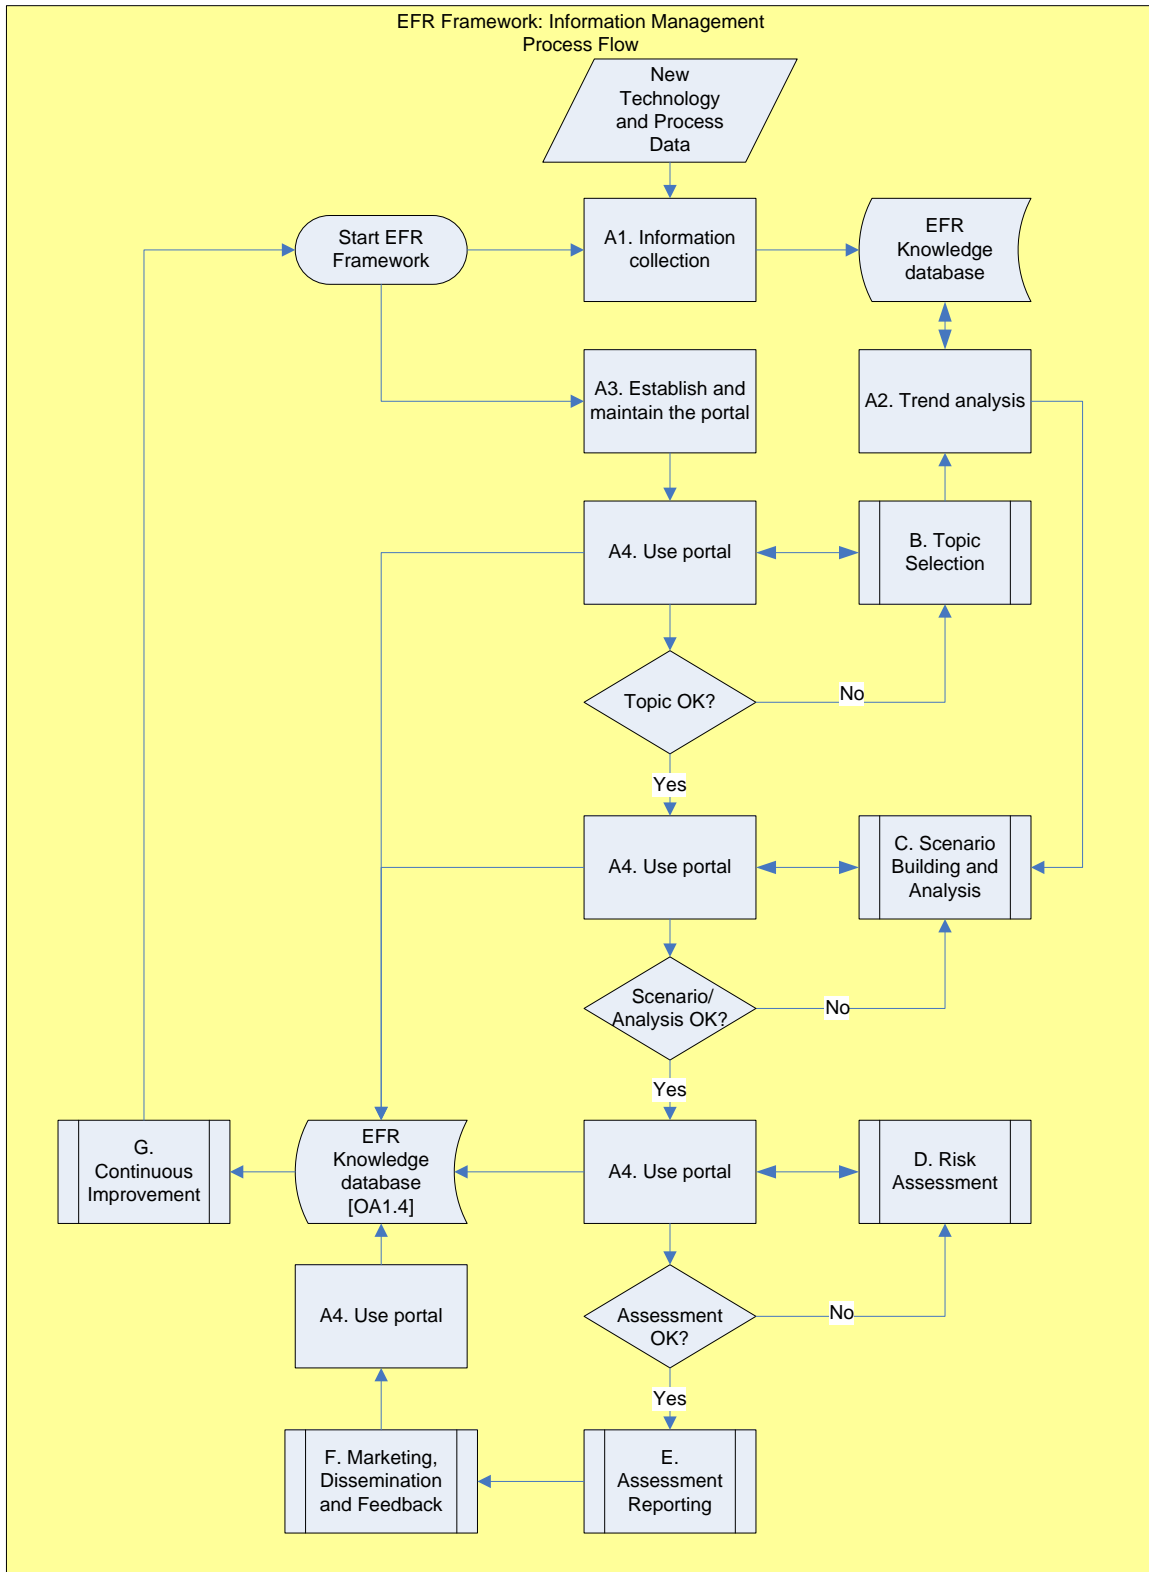 EFR Framework: Information Management
Process Flow
New
Technology
and Process
Data
Start EFR
Framework
A1. Information
collection
EFR
Knowledge
database
A3. Establish and
maintain the portal
A2. Trend analysis
A4. Use portal
B. Topic
Selection
Topic OK?
No
Yes
A4. Use portal
C. Scenario
Building and
Analysis
Scenario/
Analysis OK?
No
Yes
G.
Continuous
Improvement
EFR
Knowledge
database
[OA1.4]
A4. Use portal
D. Risk
Assessment
A4. Use portal
Assessment
OK?
No
Yes
F. Marketing,
Dissemination
and Feedback
E.
Assessment
Reporting